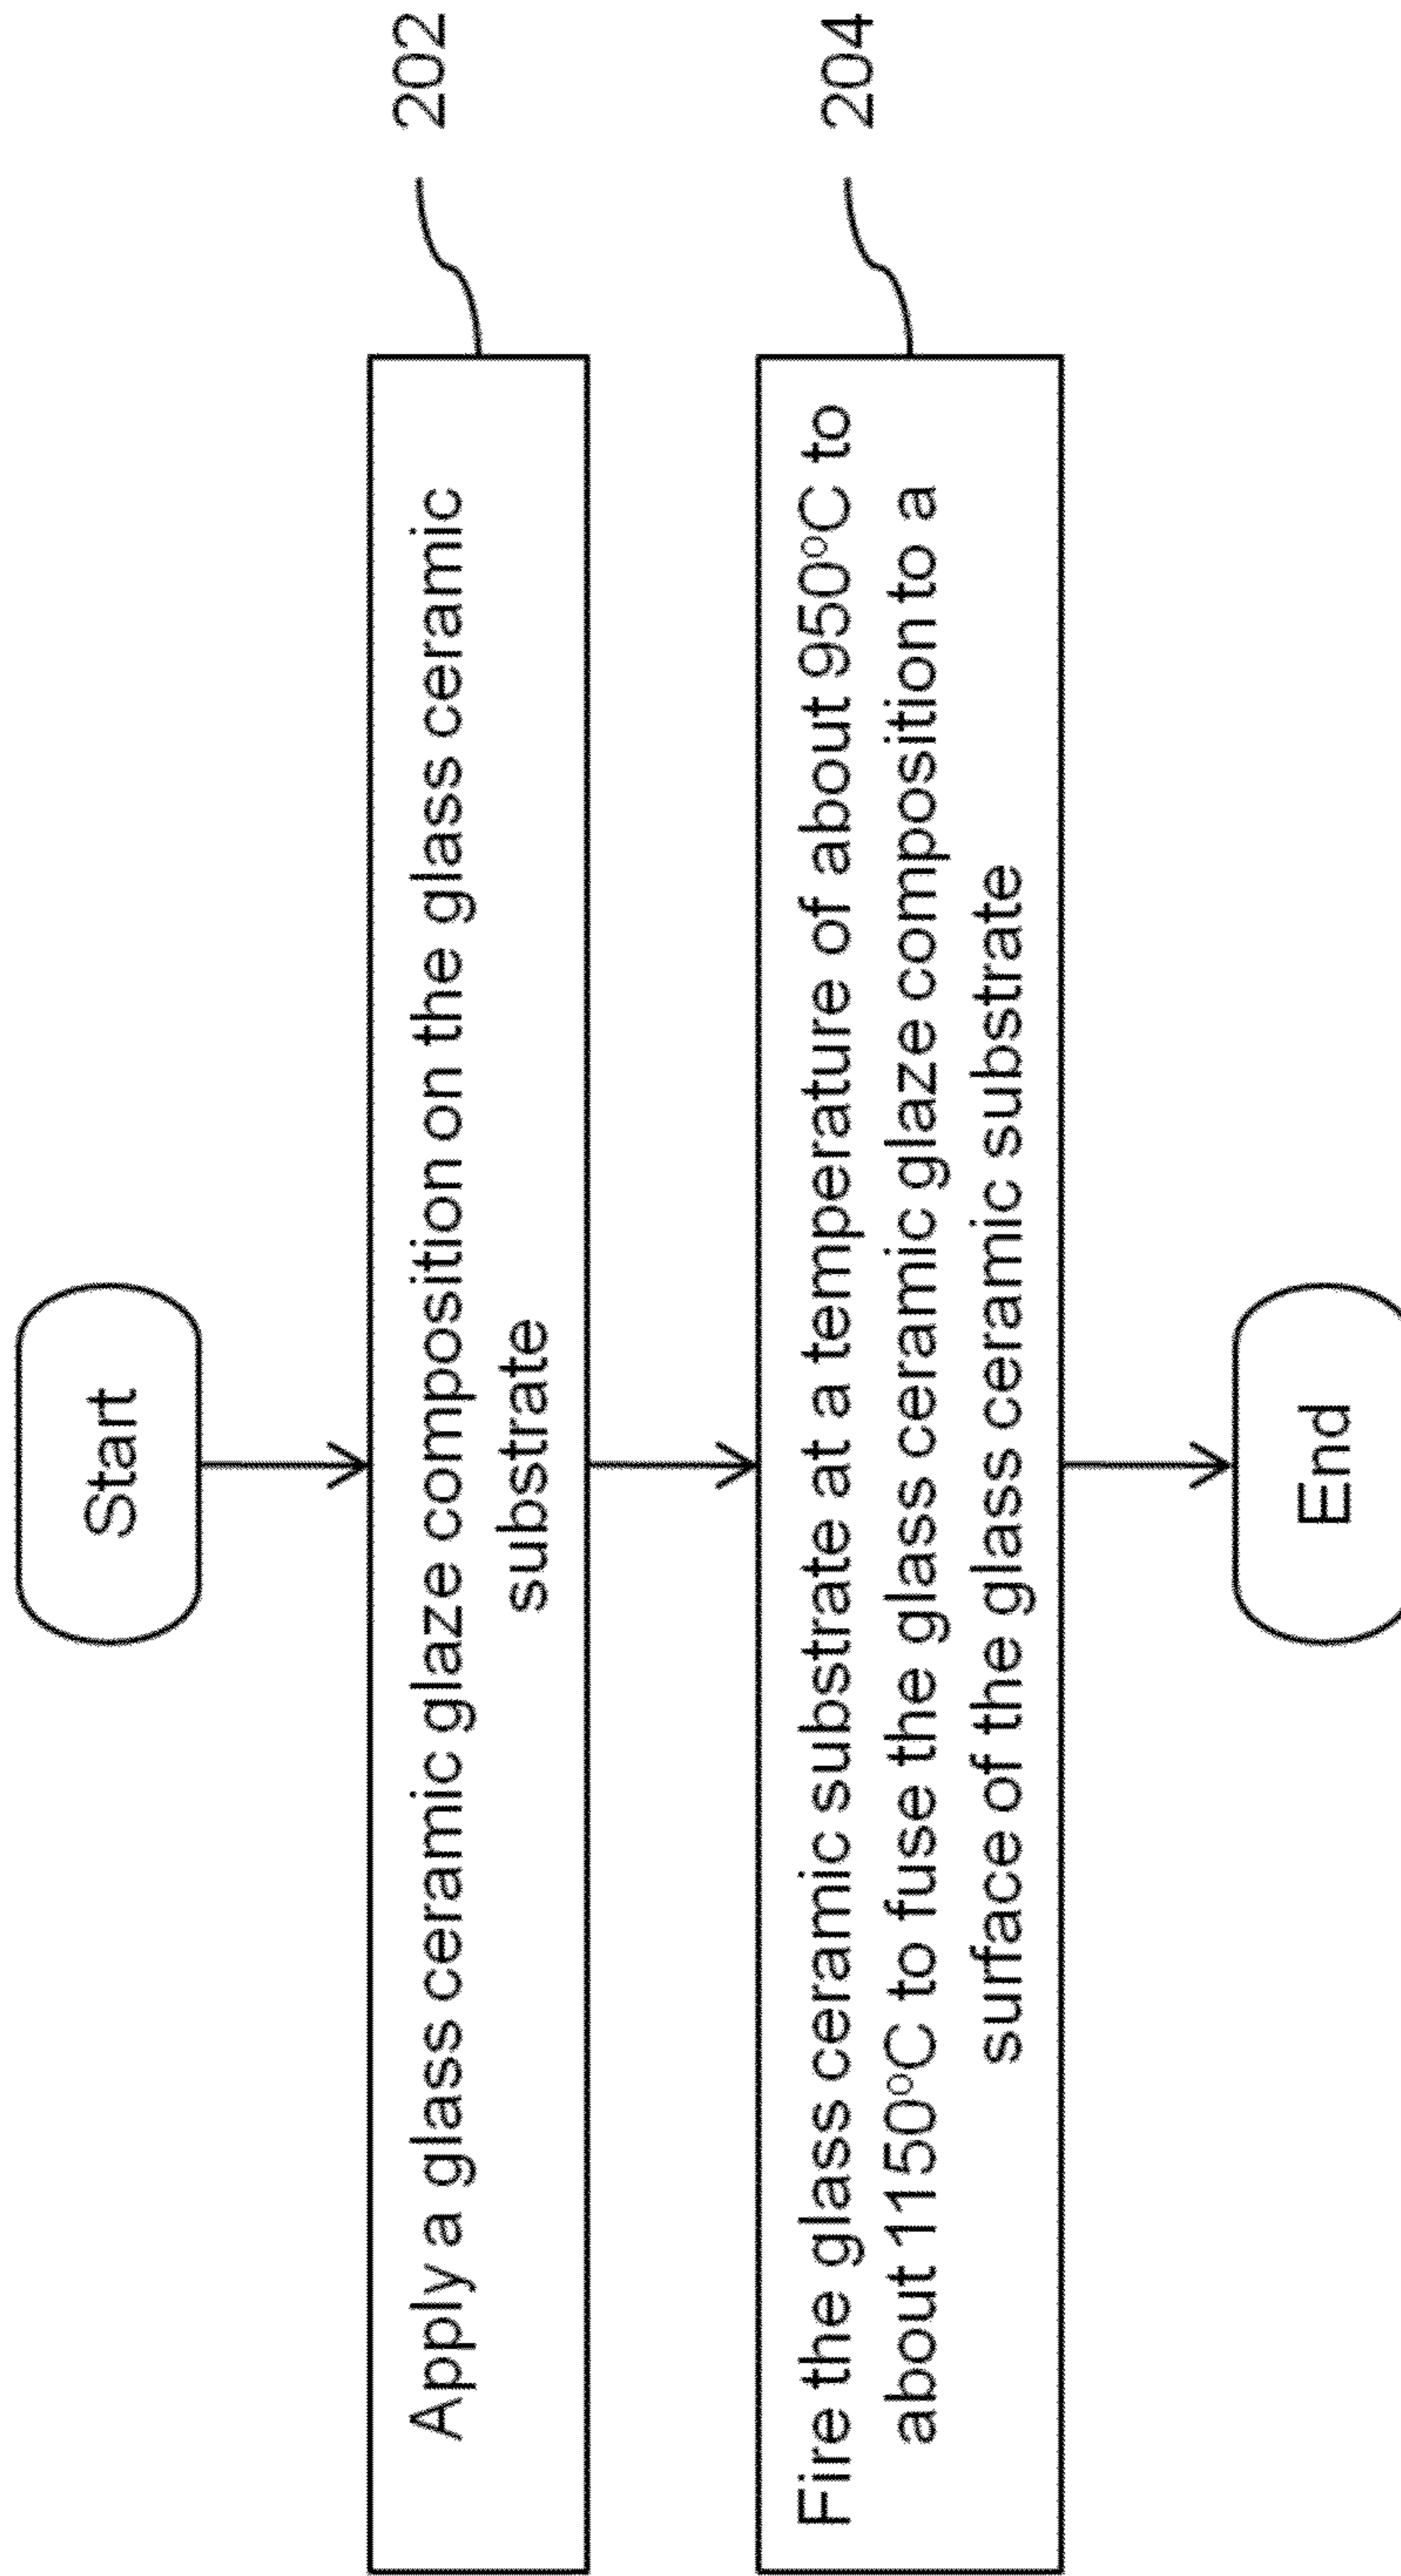 Start
Apply a glass ceramic glaze composition on the glass ceramic
substrate
202
Fire the glass ceramic substrate at a temperature of about 950ºC to
about 1150ºC to fuse the glass ceramic glaze composition to a
surface of the glass ceramic substrate
204
End